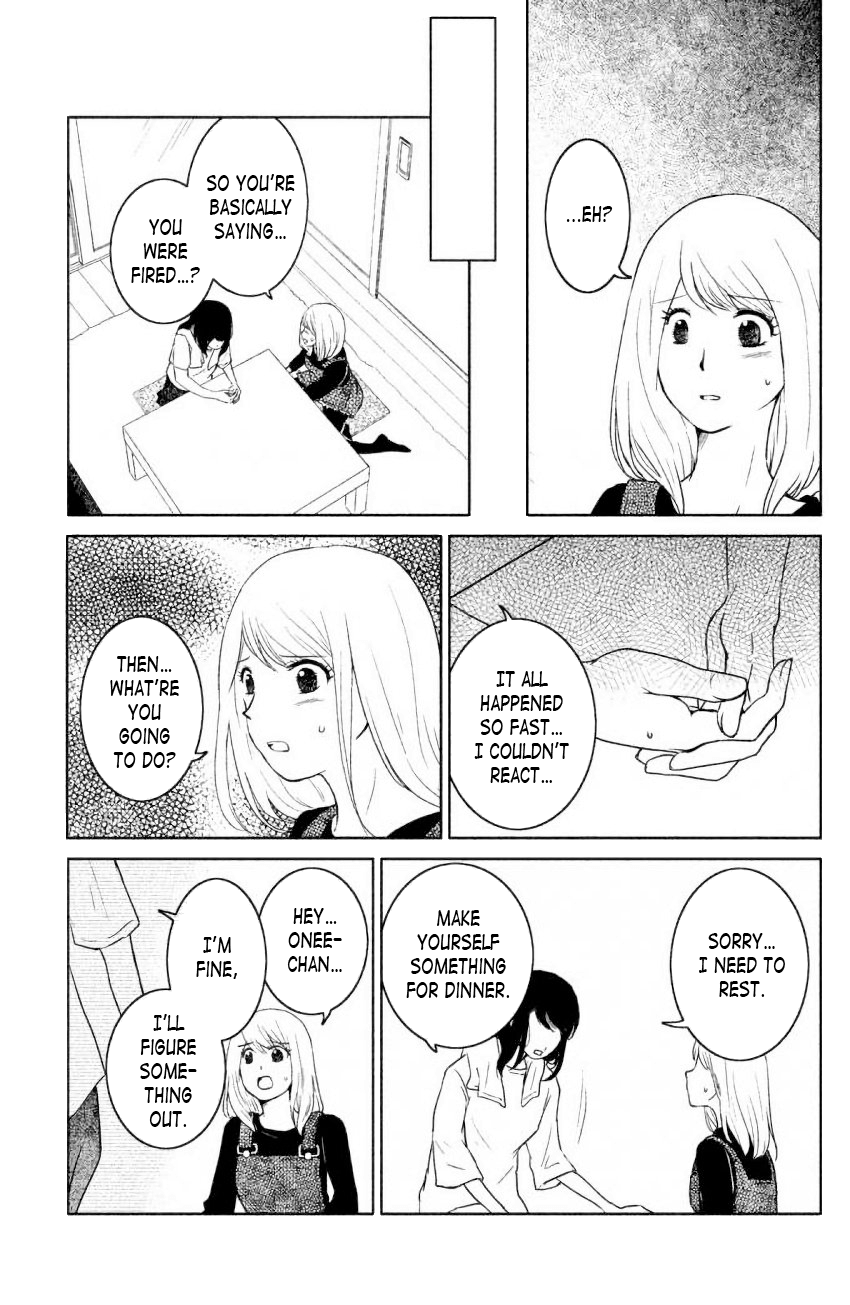 ...EH?
SO YOU'RE
BASICALLY
SAYING...
YOU
WERE
FIRED...?
IT ALL
HAPPENED
SO FAST...
I COULDN'T
REACT...
THEN...
WHAT'RE
YOU
GOING
TO DO?
SORRY...
I NEED TO
REST.
MAKE
YOURSELF
SOMETHING
FOR DINNER.
HEY...
ONEE-
CHAN...
I'M
FINE,
I'LL
FIGURE
SOME-
THING
OUT.